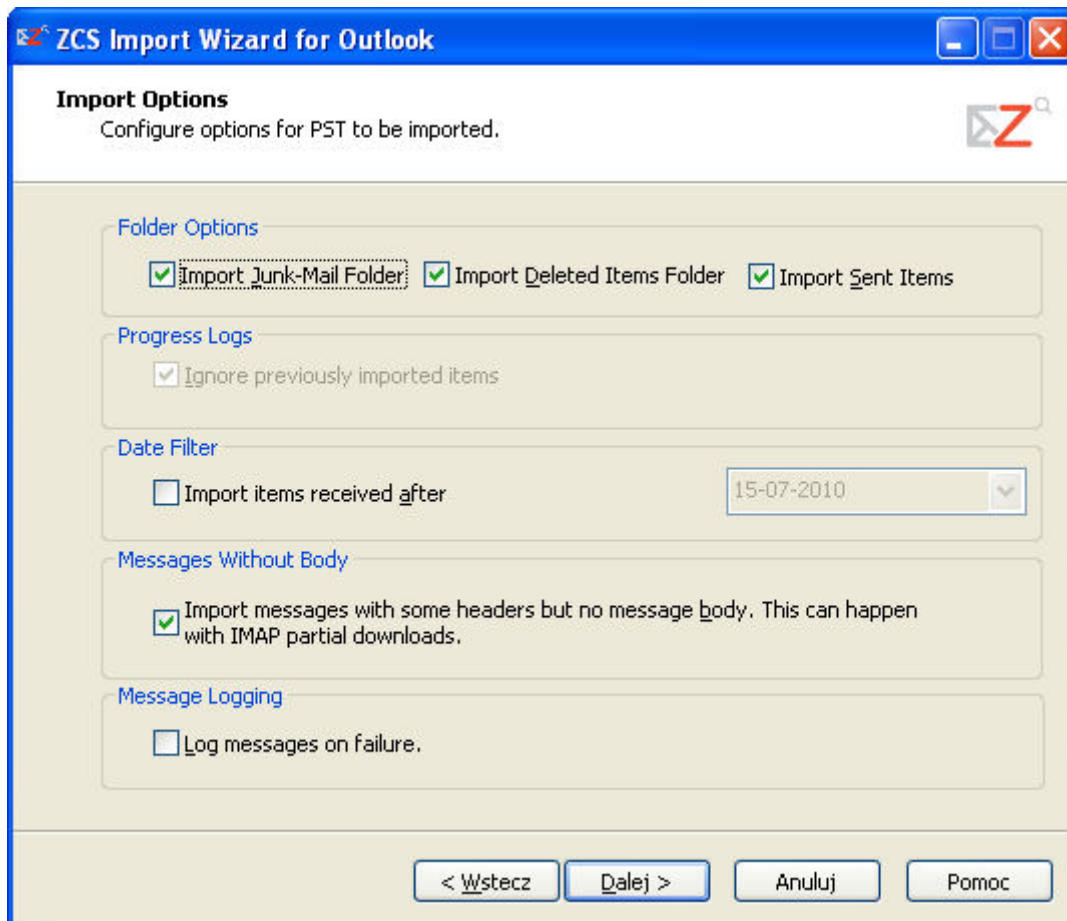 ZCS Import Wizard for Outlook
Import Options
Configure options for PST to be imported.
Z
Folder Options
Import Junk-Mail Folder Import Deleted Items Folder Import Sent Items
Progress Logs
Ignore previously imported items
Date Filter
Import items received after 15-07-2010
Messages Without Body
Import messages with some headers but no message body. This can happen
with IMAP partial downloads.
Message Logging
Log messages on failure.
< Wstecz Dalej > Anuluj Pomoc